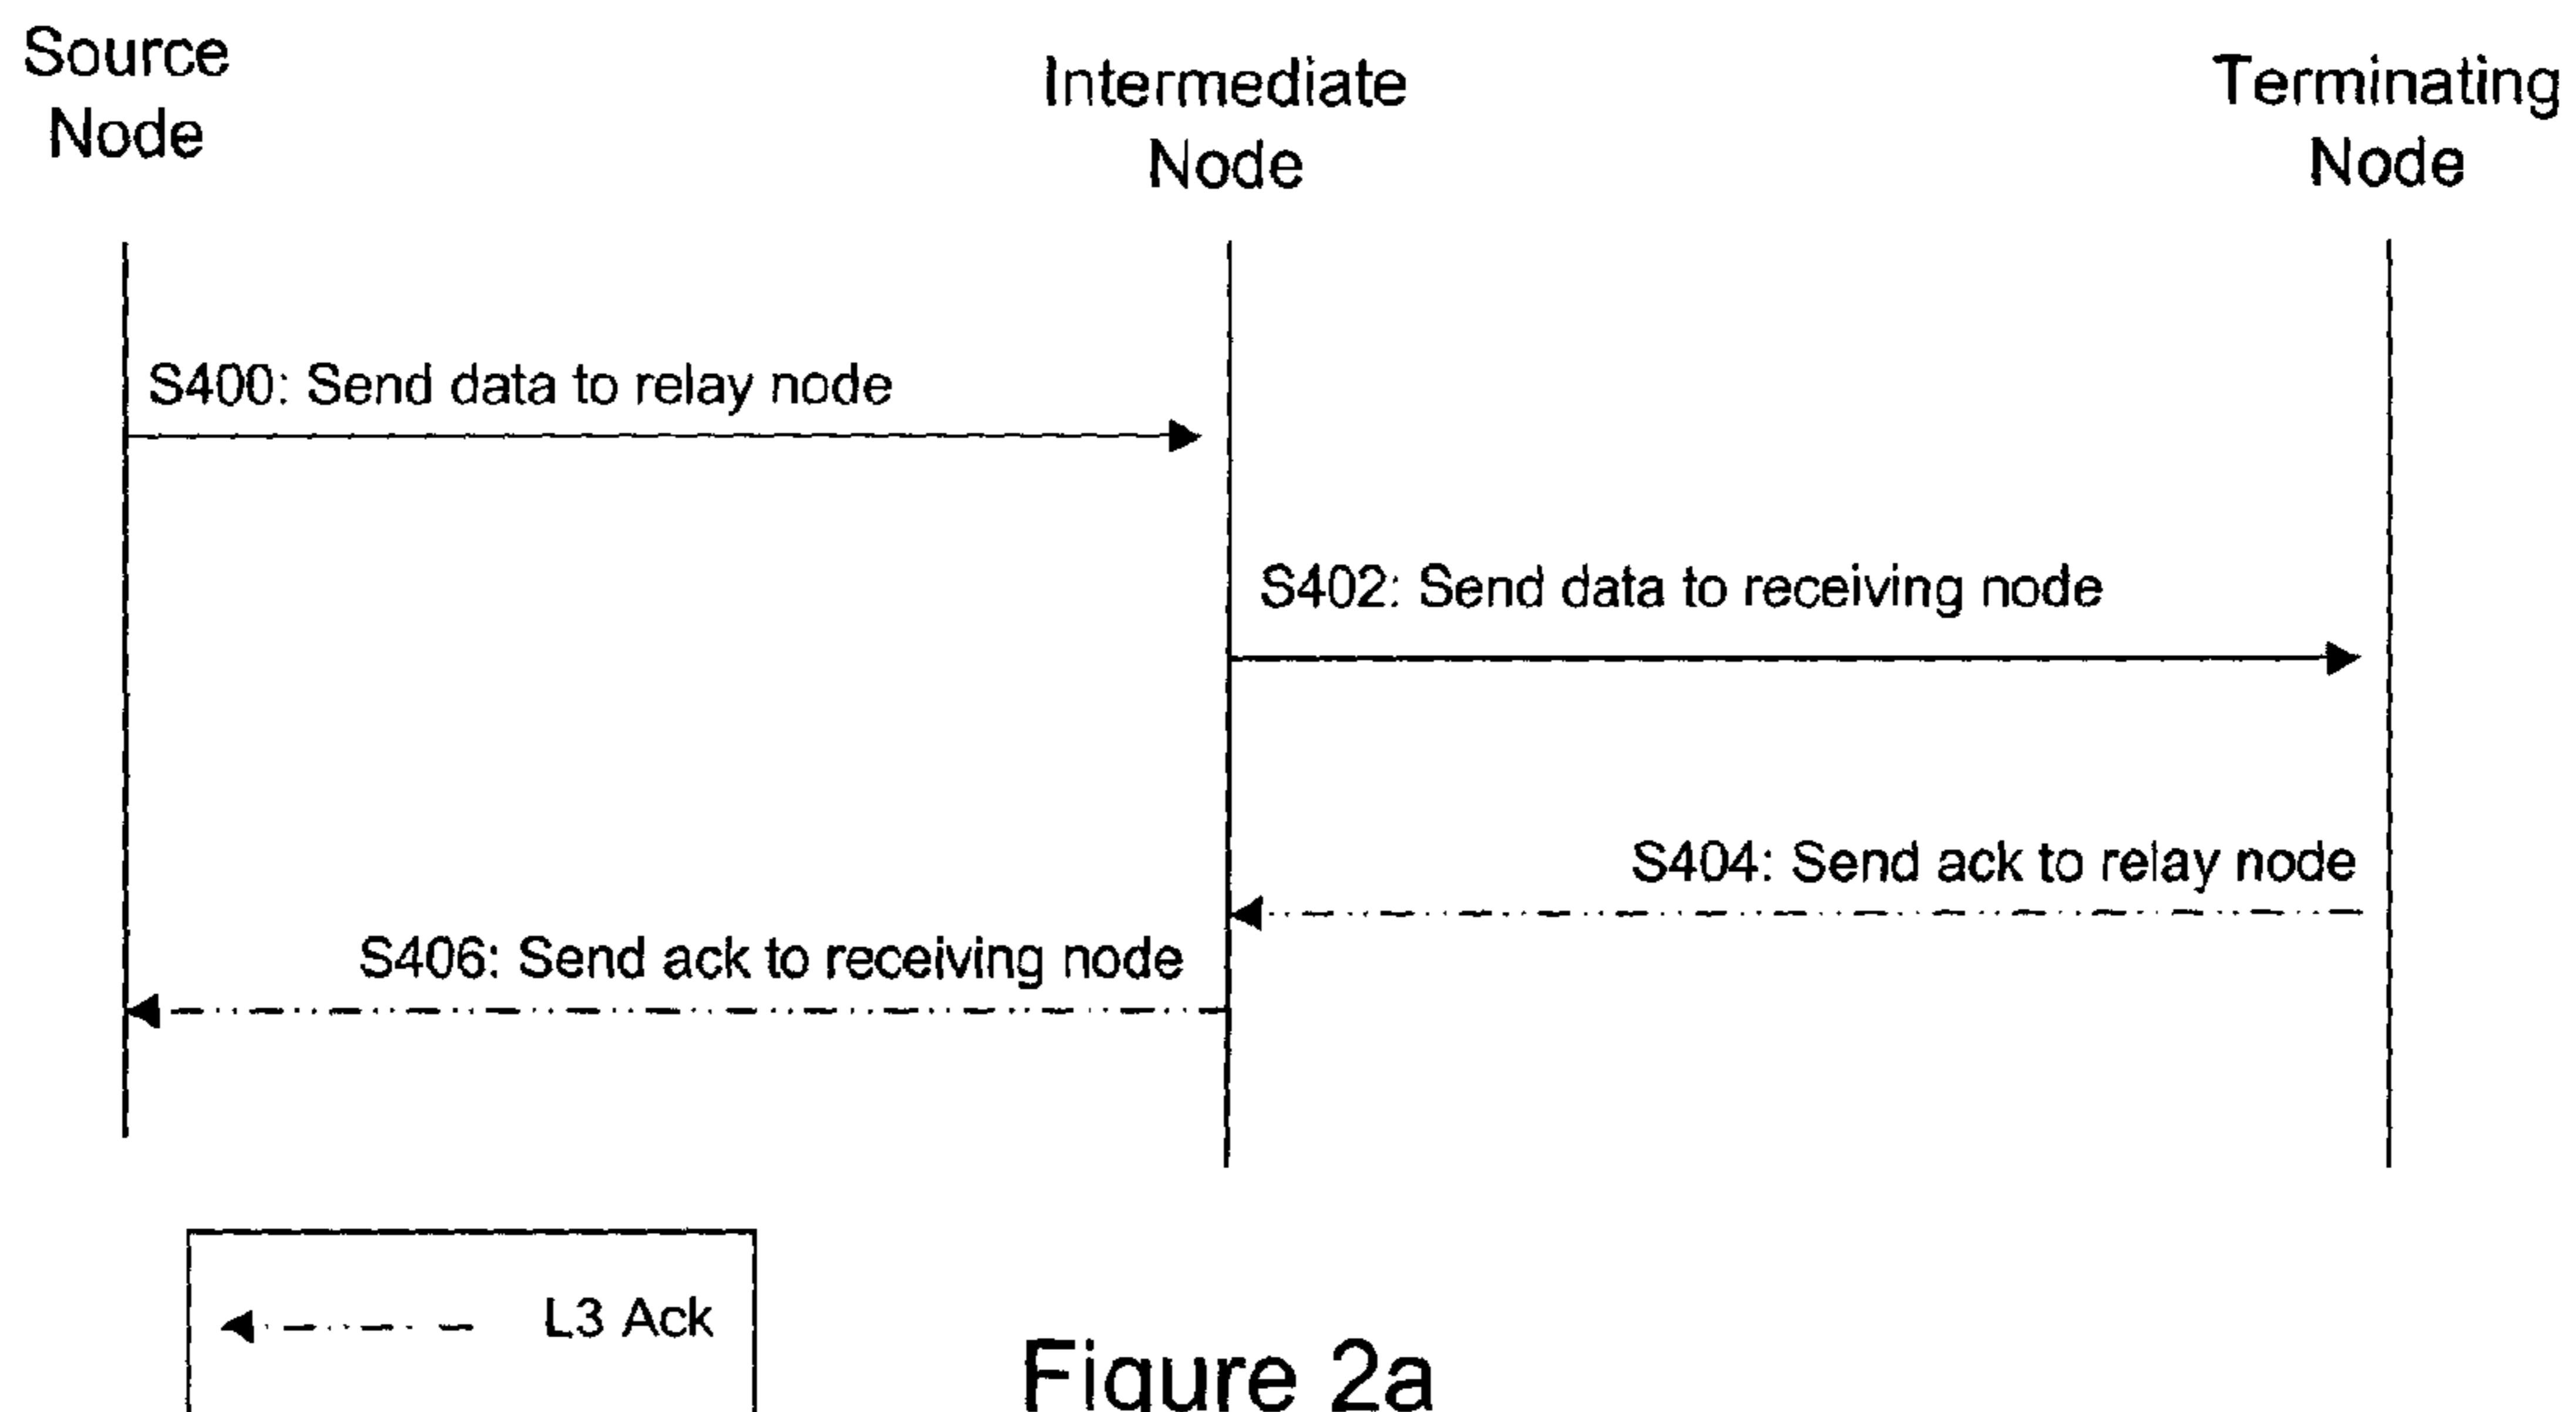 Source
Node
Intermediate
Node
Terminating
Node
S400: Send data to relay node
S402: Send data to receiving node
S404: Send ack to relay node
S406: Send ack to receiving node
L3 Ack
Figure 2a